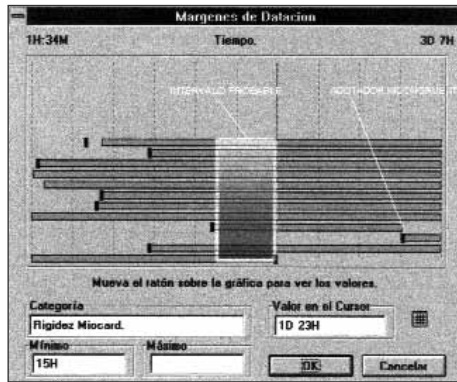 Margenes de Datacion
1H:34M Tiempo. 3D 7H
INTERVALO PROBABLE
Mueva el ratón sobre la gráfica para ver los valores.
Categoría Valor en el Cursor
Rigidez Miocard. 1D 23H
Mínimo Máximo
15H
OK Cancelar